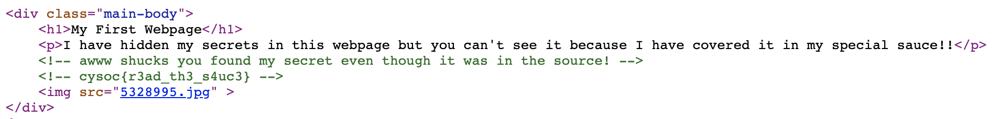 <div class="main-body">
<h1>My First Webpage</h1>
<p>I have hidden my secrets in this webpage but you can't see it because I have covered it in my special sauce!!</p>
<!-- awww shucks you found my secret even though it was in the source! -->
<!-- cysoc{r3ad_th3_s4uc3} -->
<img src="5328995.jpg" >
</div>